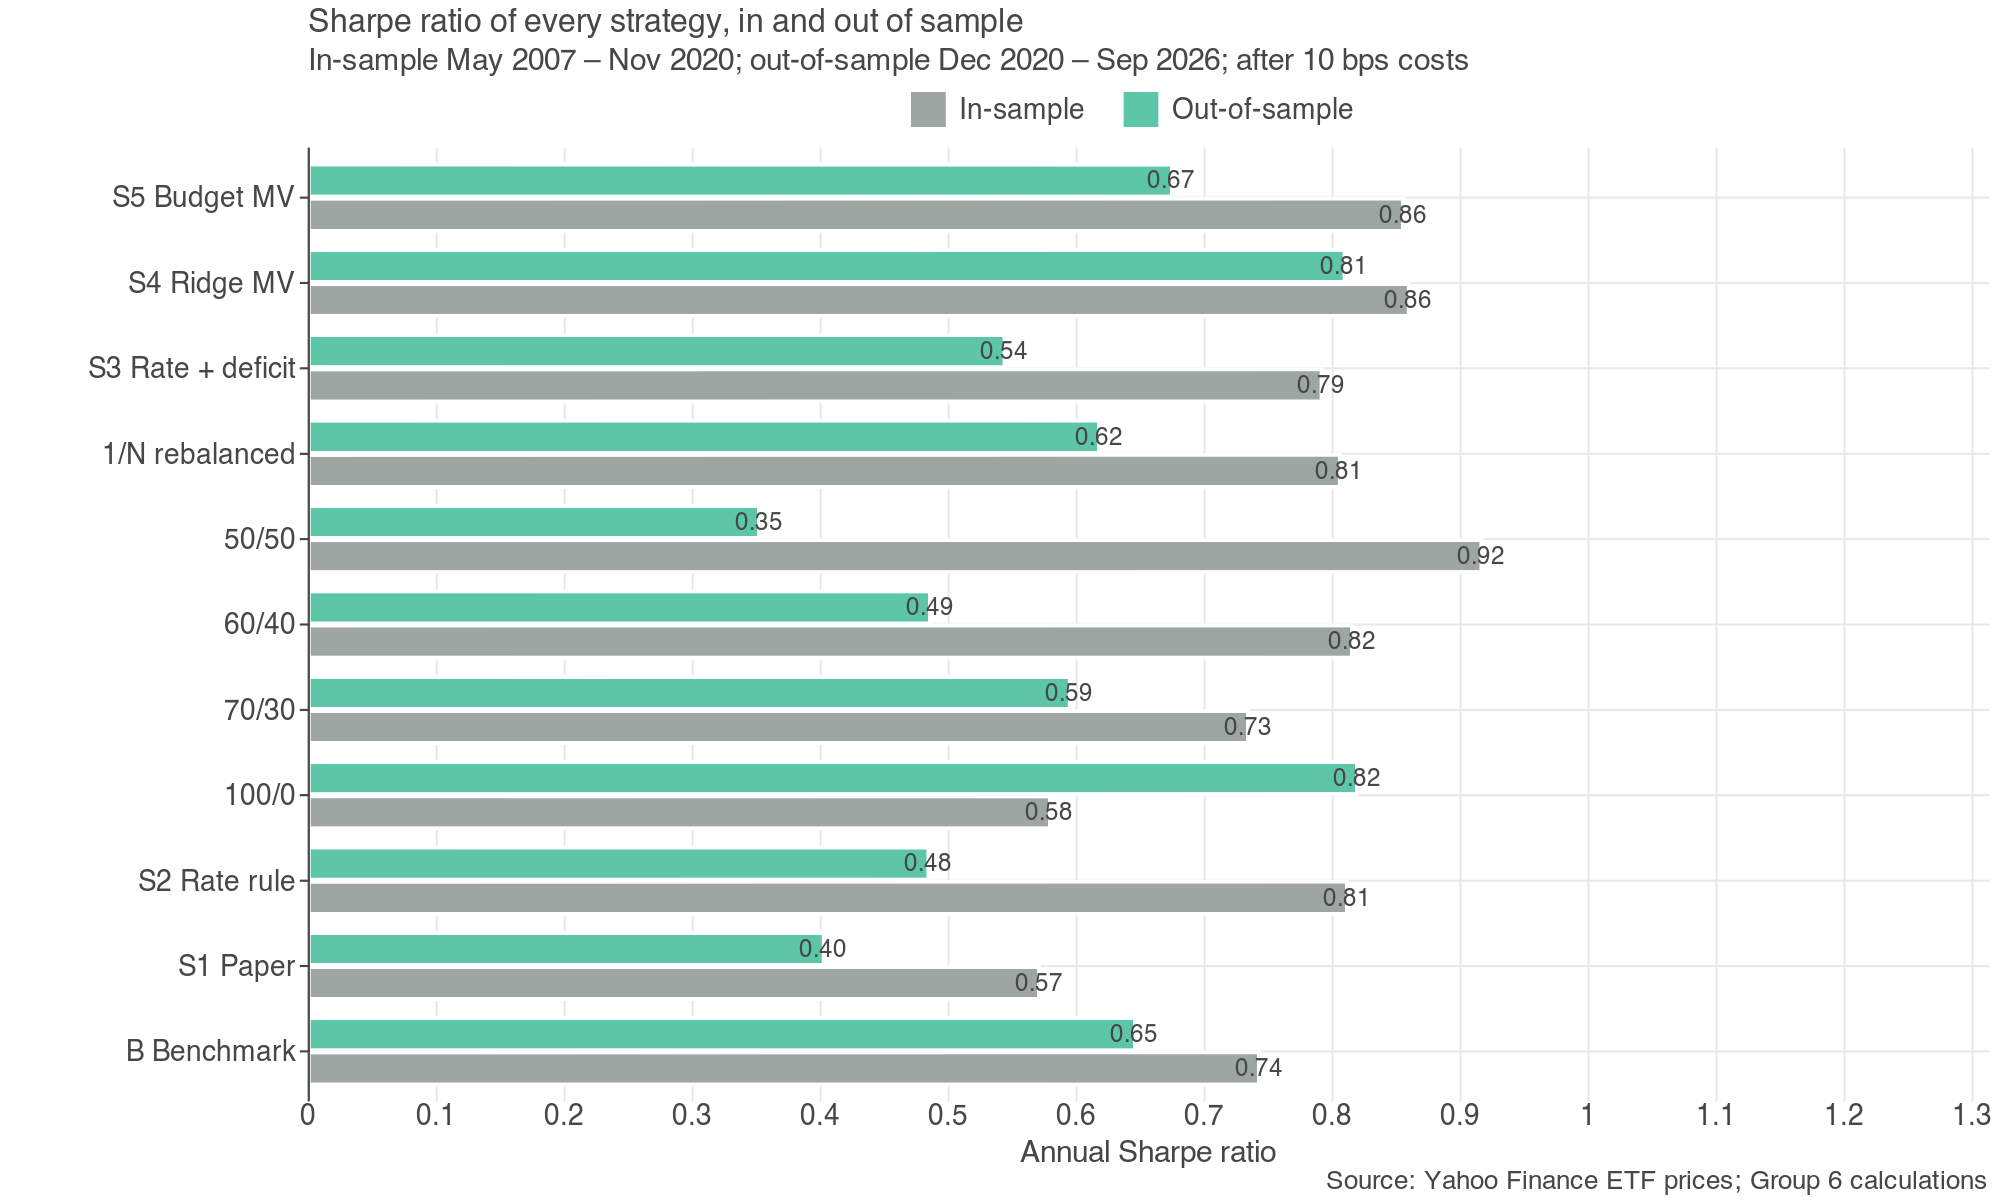 Sharpe ratio of every strategy, in and out of sample
In-sample May 2007 – Nov 2020; out-of-sample Dec 2020 – Sep 2026; after 10 bps costs
In-sample Out-of-sample
0.67
S5 Budget MV
0.86
0.81
S4 Ridge MV
0.86
0.54
S3 Rate + deficit
0.79
0.62
1/N rebalanced
0.81
0.35
50/50
0.92
0.49
60/40
0.82
0.59
70/30
0.73
0.82
100/0
0.58
0.48
S2 Rate rule
0.81
0.40
S1 Paper
0.57
0.65
B Benchmark
0.74
0 0.1 0.2 0.3 0.4 0.5 0.6 0.7 0.8 0.9 1 1.1 1.2 1.3
Annual Sharpe ratio
Source: Yahoo Finance ETF prices; Group 6 calculations